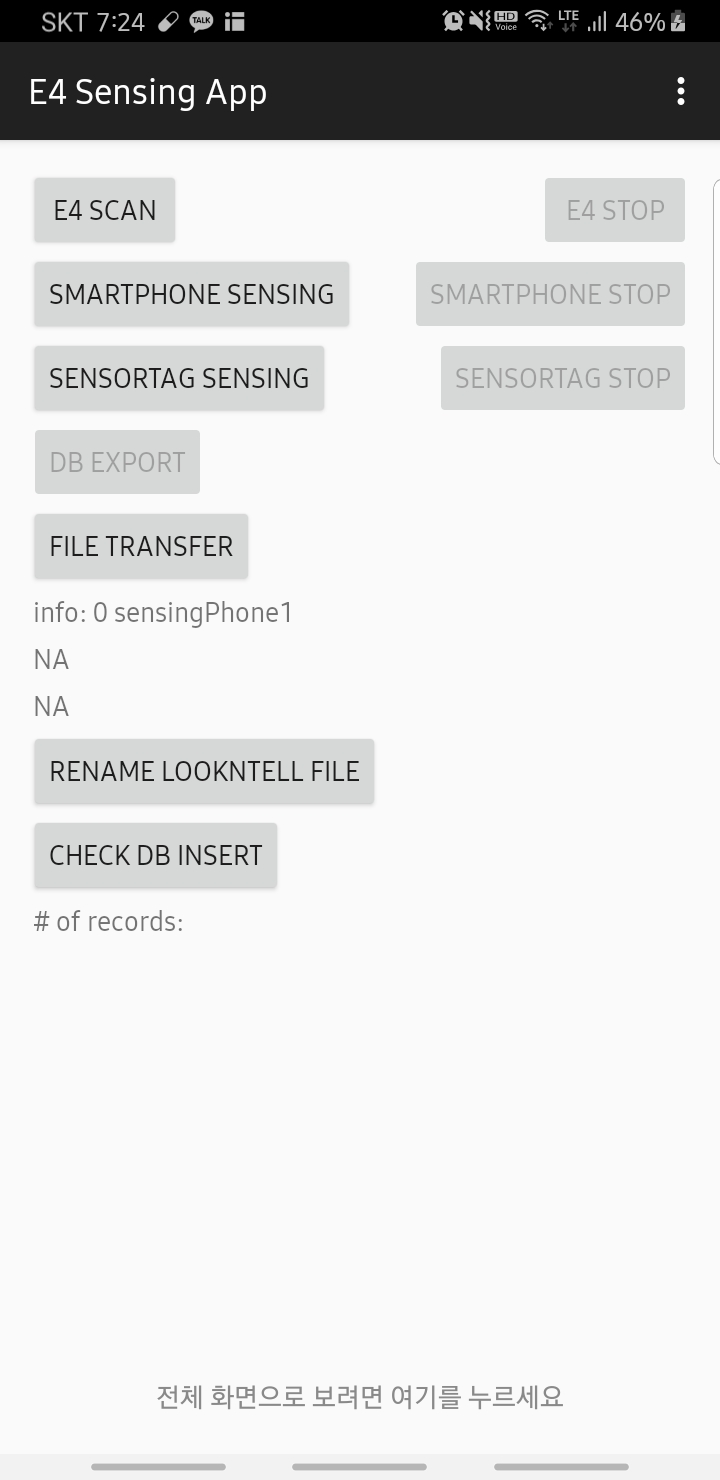 SKT 7:24 TALK HD Voice LTE 46%
E4 Sensing App
E4 SCAN E4 STOP
SMARTPHONE SENSING SMARTPHONE STOP
SENSORTAG SENSING SENSORTAG STOP
DB EXPORT
FILE TRANSFER
info: 0 sensingPhone1
NA
NA
RENAME LOOKNTELL FILE
CHECK DB INSERT
# of records:
전체 화면으로 보려면 여기를 누르세요